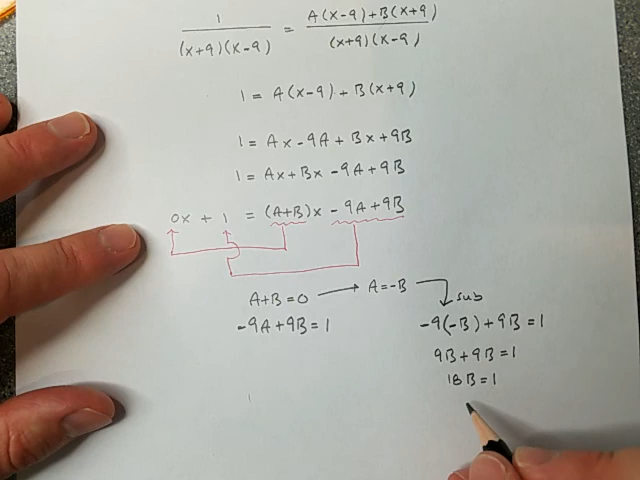 1/((x+9)(x-9)) = (A(x-9)+B(x+9))/((x+9)(x-9))
1 = A(x-9) + B(x+9)
1 = Ax - 9A + Bx + 9B
1 = Ax + Bx - 9A + 9B
0x + 1 = (A+B)x - 9A + 9B
A+B = 0 → A = -B → sub
-9A + 9B = 1
-9(-B) + 9B = 1
9B + 9B = 1
18B = 1